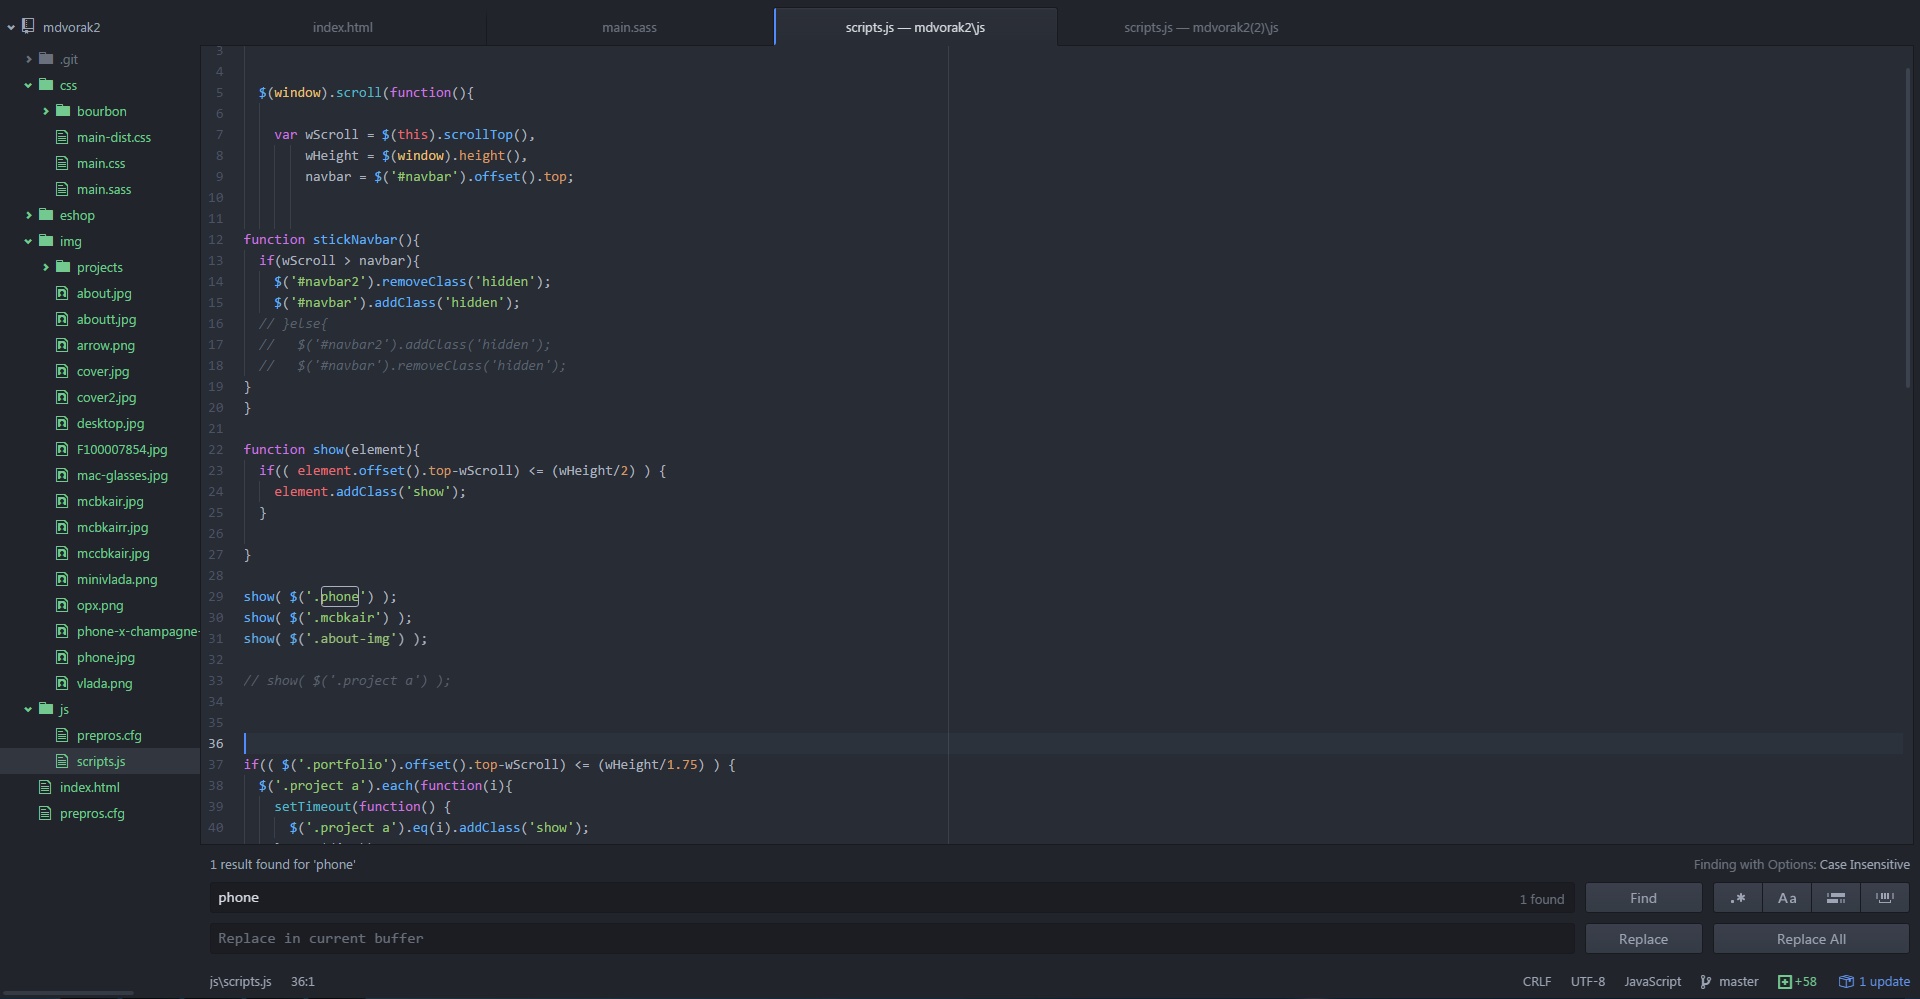 mdvorak2
index.html
main.sass
scripts.js — mdvorak2\js
scripts.js — mdvorak2(2)\js
.git
css
bourbon
main-dist.css
main.css
main.sass
eshop
img
projects
about.jpg
aboutt.jpg
arrow.png
cover.jpg
cover2.jpg
desktop.jpg
F100007854.jpg
mac-glasses.jpg
mcbkair.jpg
mcbkairr.jpg
mccbkair.jpg
minivlada.png
opx.png
phone-x-champagne-
phone.jpg
vlada.png
js
prepros.cfg
scripts.js
index.html
prepros.cfg
3
4
5 $(window).scroll(function(){
6
7 var wScroll = $(this).scrollTop(),
8 wHeight = $(window).height(),
9 navbar = $('#navbar').offset().top;
10
11
12 function stickNavbar(){
13 if(wScroll > navbar){
14 $('#navbar2').removeClass('hidden');
15 $('#navbar').addClass('hidden');
16 // }else{
17 // $('#navbar2').addClass('hidden');
18 // $('#navbar').removeClass('hidden');
19 }
20 }
21
22 function show(element){
23 if(( element.offset().top-wScroll) <= (wHeight/2) ) {
24 element.addClass('show');
25 }
26
27 }
28
29 show( $('.phone') );
30 show( $('.mcbkair') );
31 show( $('.about-img') );
32
33 // show( $('.project a') );
34
35
36
37 if(( $('.portfolio').offset().top-wScroll) <= (wHeight/1.75) ) {
38 $('.project a').each(function(i){
39 setTimeout(function() {
40 $('.project a').eq(i).addClass('show');
1 result found for 'phone'
Finding with Options: Case Insensitive
phone
1 found
Find
.*
Aa
Replace in current buffer
Replace
Replace All
js\scripts.js 36:1
CRLF UTF-8 JavaScript master +58 1 update